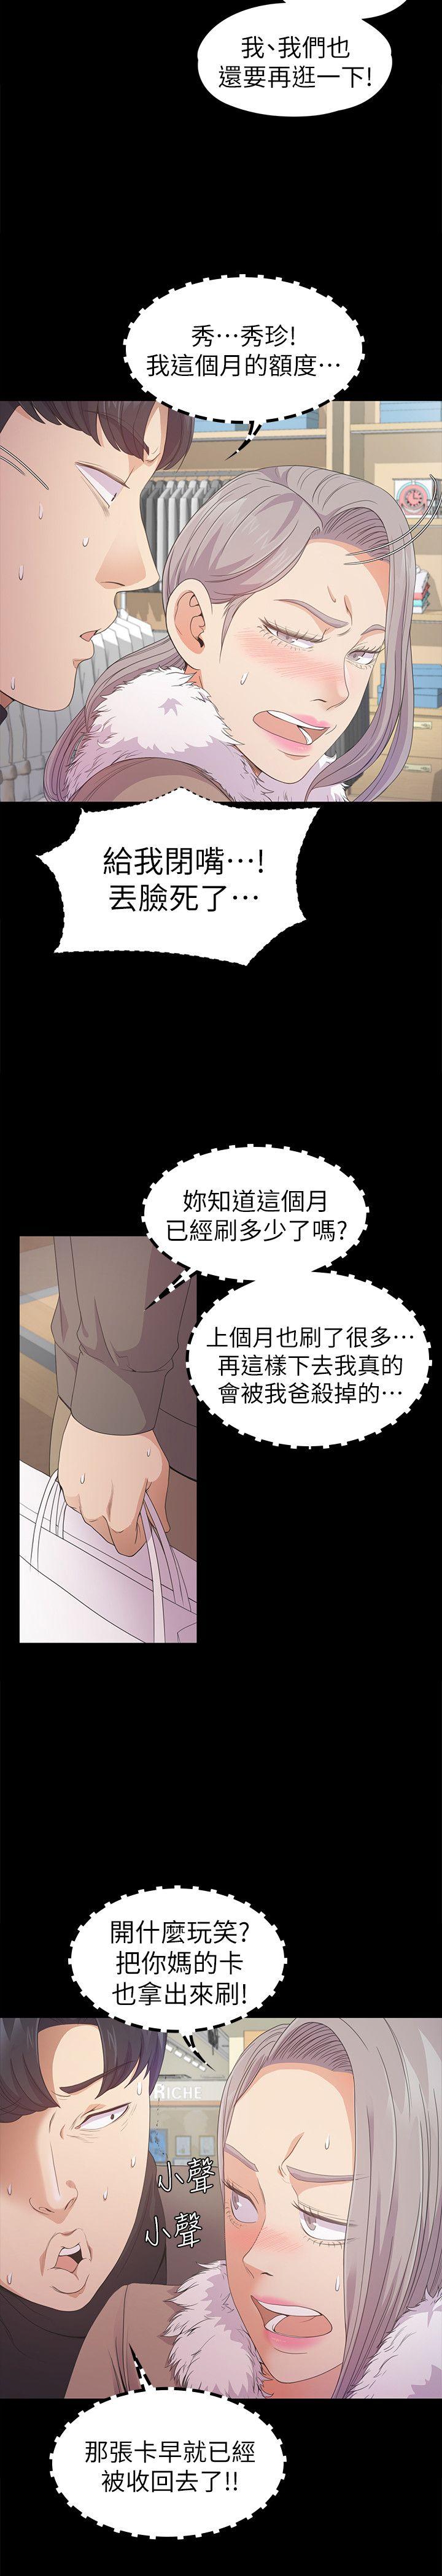 我、我們也
還要再逛一下!
秀…秀珍!
我這個月的額度…
給我閉嘴…!
丟臉死了…
妳知道這個月
已經刷多少了嗎?
上個月也刷了很多…
再這樣下去我真的
會被我爸殺掉的…
開什麼玩笑?
把你媽的卡
也拿出來刷!
RICHE
小聲
小聲
那張卡早就已經
被收回去了!!